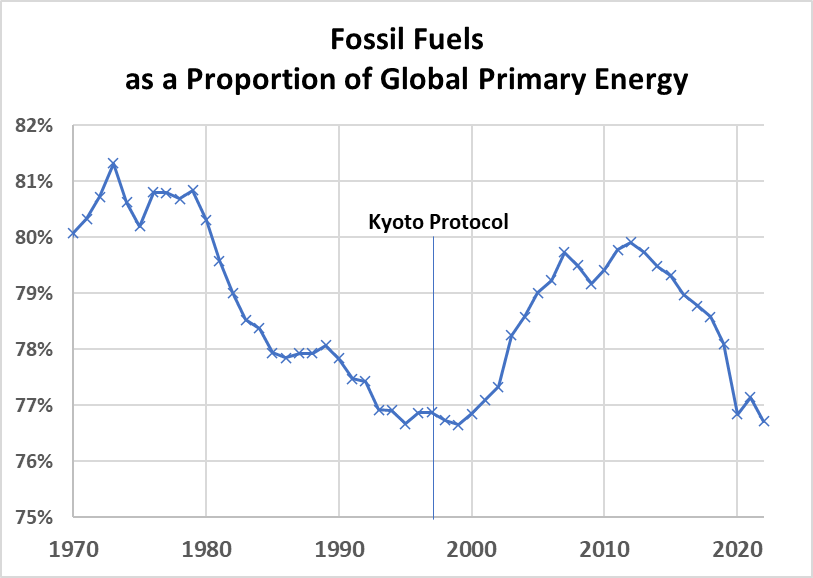 Fossil Fuels
as a Proportion of Global Primary Energy
82%
81%
80%
79%
78%
77%
76%
75%
Kyoto Protocol
1970 1980 1990 2000 2010 2020